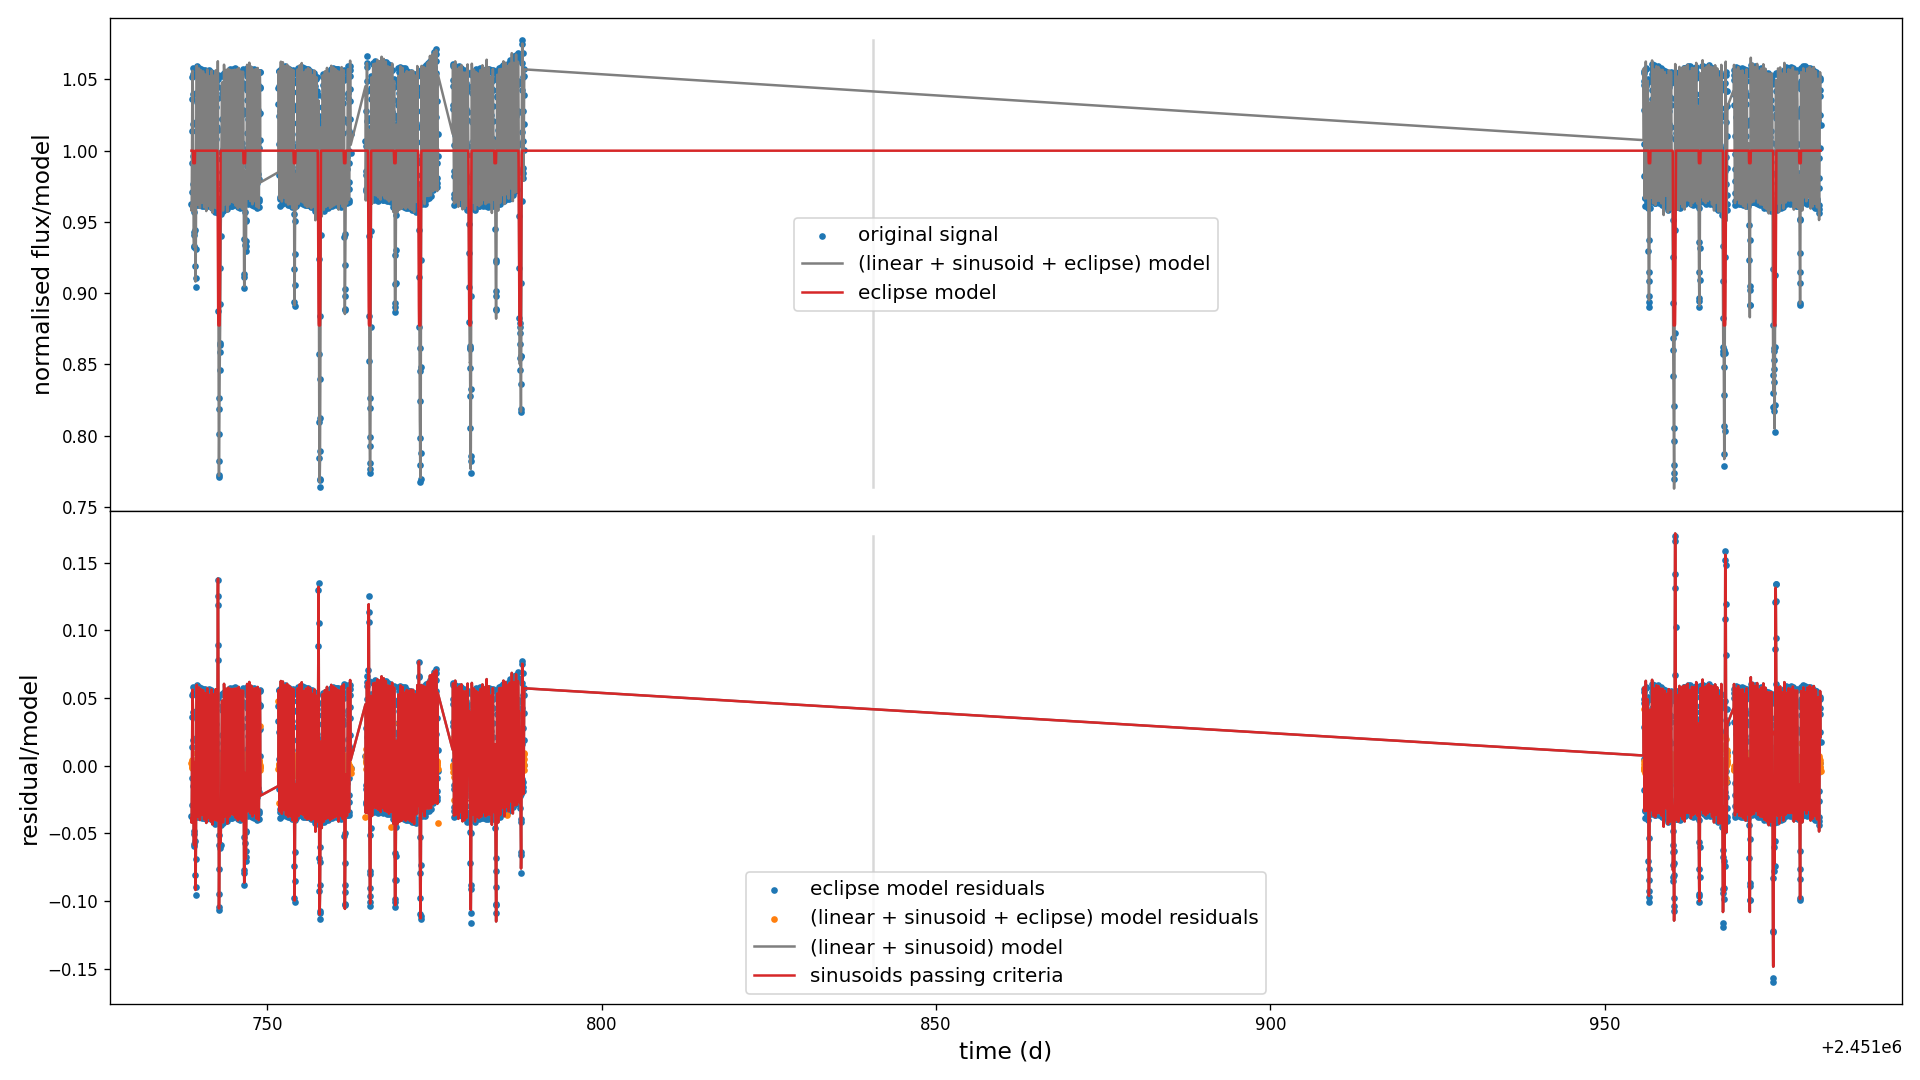 normalised flux/model
1.05
1.00
0.95
0.90
0.85
0.80
0.75
original signal
(linear + sinusoid + eclipse) model
eclipse model
residual/model
0.15
0.10
0.05
0.00
−0.05
−0.10
−0.15
eclipse model residuals
(linear + sinusoid + eclipse) model residuals
(linear + sinusoid) model
sinusoids passing criteria
750
800
850
900
950
time (d)
+2.451e6